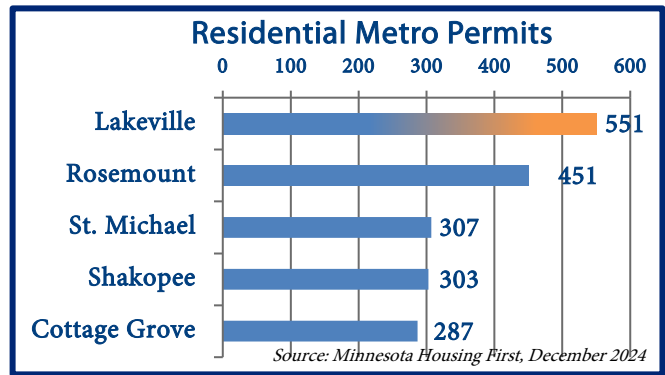 Residential Metro Permits
0 100 200 300 400 500 600
Lakeville 551
Rosemount 451
St. Michael 307
Shakopee 303
Cottage Grove 287
Source: Minnesota Housing First, December 2024